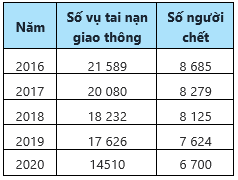 Năm Số vụ tai nạn giao thông Số người chết
2016 21 589 8 685
2017 20 080 8 279
2018 18 232 8 125
2019 17 626 7 624
2020 14510 6 700